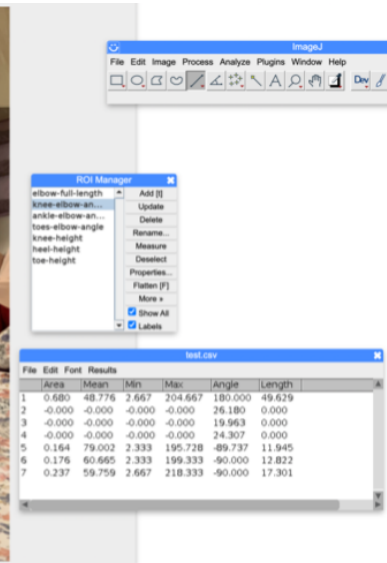 ImageJ
File Edit Image Process Analyze Plugins Window Help
Dev
ROI Manager
elbow-full-length
knee-elbow-an...
ankle-elbow-an...
toes-elbow-angle
knee-height
heel-height
toe-height
Add [t]
Update
Delete
Rename...
Measure
Deselect
Properties...
Flatten [F]
More »
Show All
Labels
test.csv
File Edit Font Results
Area Mean Min Max Angle Length
1 0.680 48.776 2.667 204.667 180.000 49.629
2 -0.000 -0.000 -0.000 -0.000 26.180 0.000
3 -0.000 -0.000 -0.000 -0.000 19.963 0.000
4 -0.000 -0.000 -0.000 -0.000 24.307 0.000
5 0.164 79.002 2.333 195.728 -89.737 11.945
6 0.176 60.665 2.333 199.333 -90.000 12.822
7 0.237 59.759 2.667 218.333 -90.000 17.301